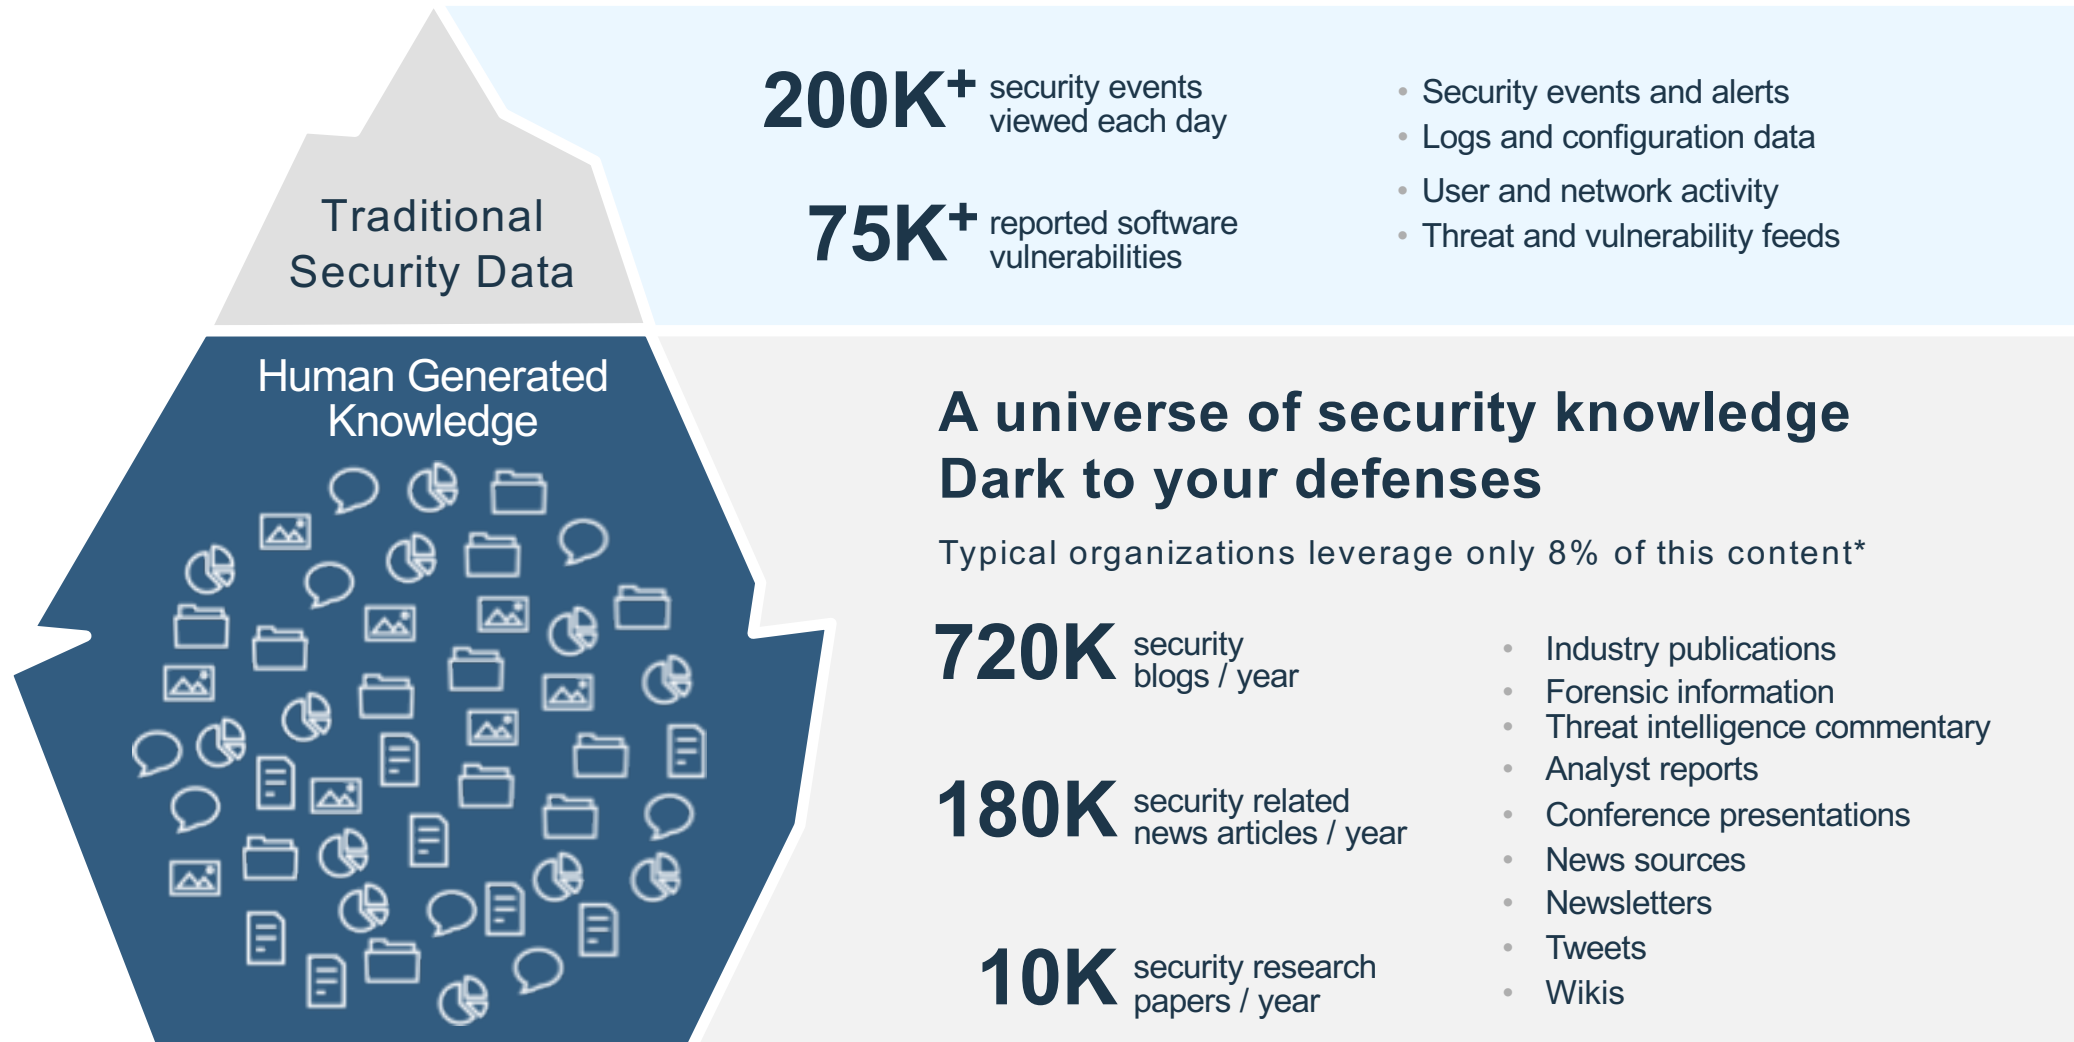 Traditional
Security Data
200K+ security events
viewed each day
75K+ reported software
vulnerabilities
• Security events and alerts
• Logs and configuration data
• User and network activity
• Threat and vulnerability feeds
Human Generated
Knowledge
A universe of security knowledge
Dark to your defenses
Typical organizations leverage only 8% of this content*
720K security
blogs / year
180K security related
news articles / year
10K security research
papers / year
• Industry publications
• Forensic information
• Threat intelligence commentary
• Analyst reports
• Conference presentations
• News sources
• Newsletters
• Tweets
• Wikis